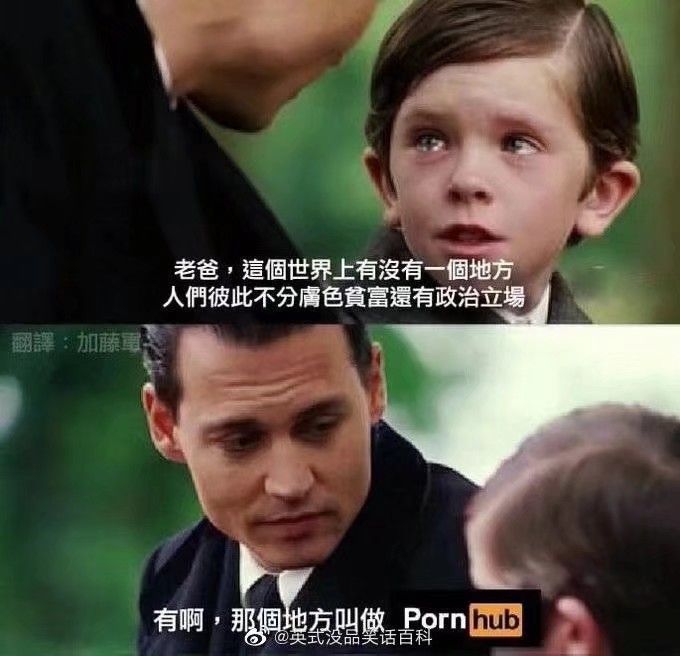 老爸，這個世界上有沒有一個地方
人們彼此不分膚色貧富還有政治立場
翻譯：加藤軍
有啊，那個地方叫做 Porn hub
@英式没品笑话百科